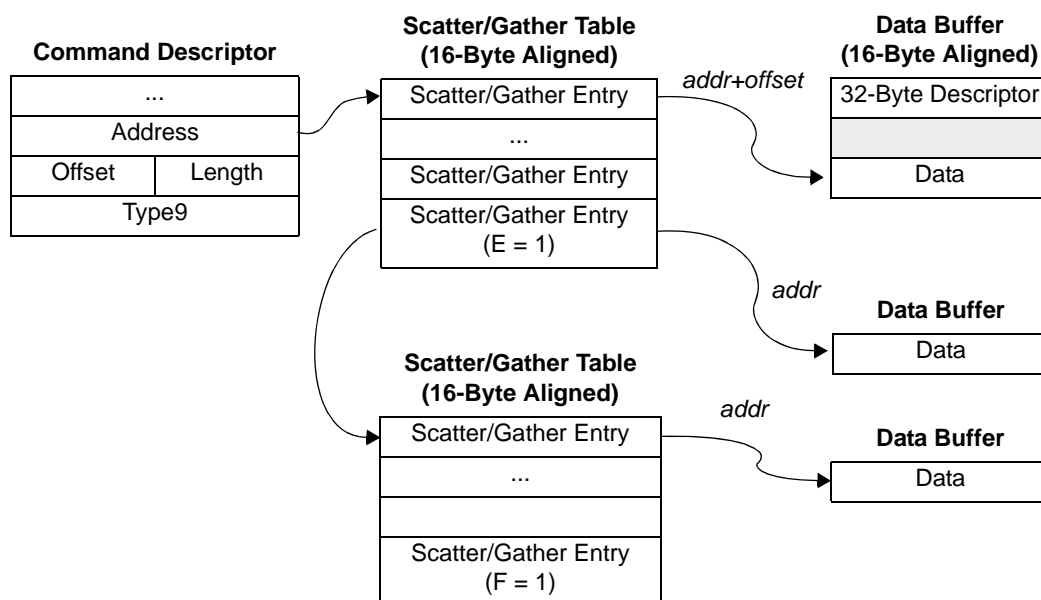 Command Descriptor
...
Address
Offset Length
Type9
Scatter/Gather Table
(16-Byte Aligned)
Scatter/Gather Entry
...
Scatter/Gather Entry
Scatter/Gather Entry
(E = 1)
addr+offset
Data Buffer
(16-Byte Aligned)
32-Byte Descriptor
Data
addr
Data Buffer
Data
Scatter/Gather Table
(16-Byte Aligned)
Scatter/Gather Entry
...
Scatter/Gather Entry
(F = 1)
addr
Data Buffer
Data